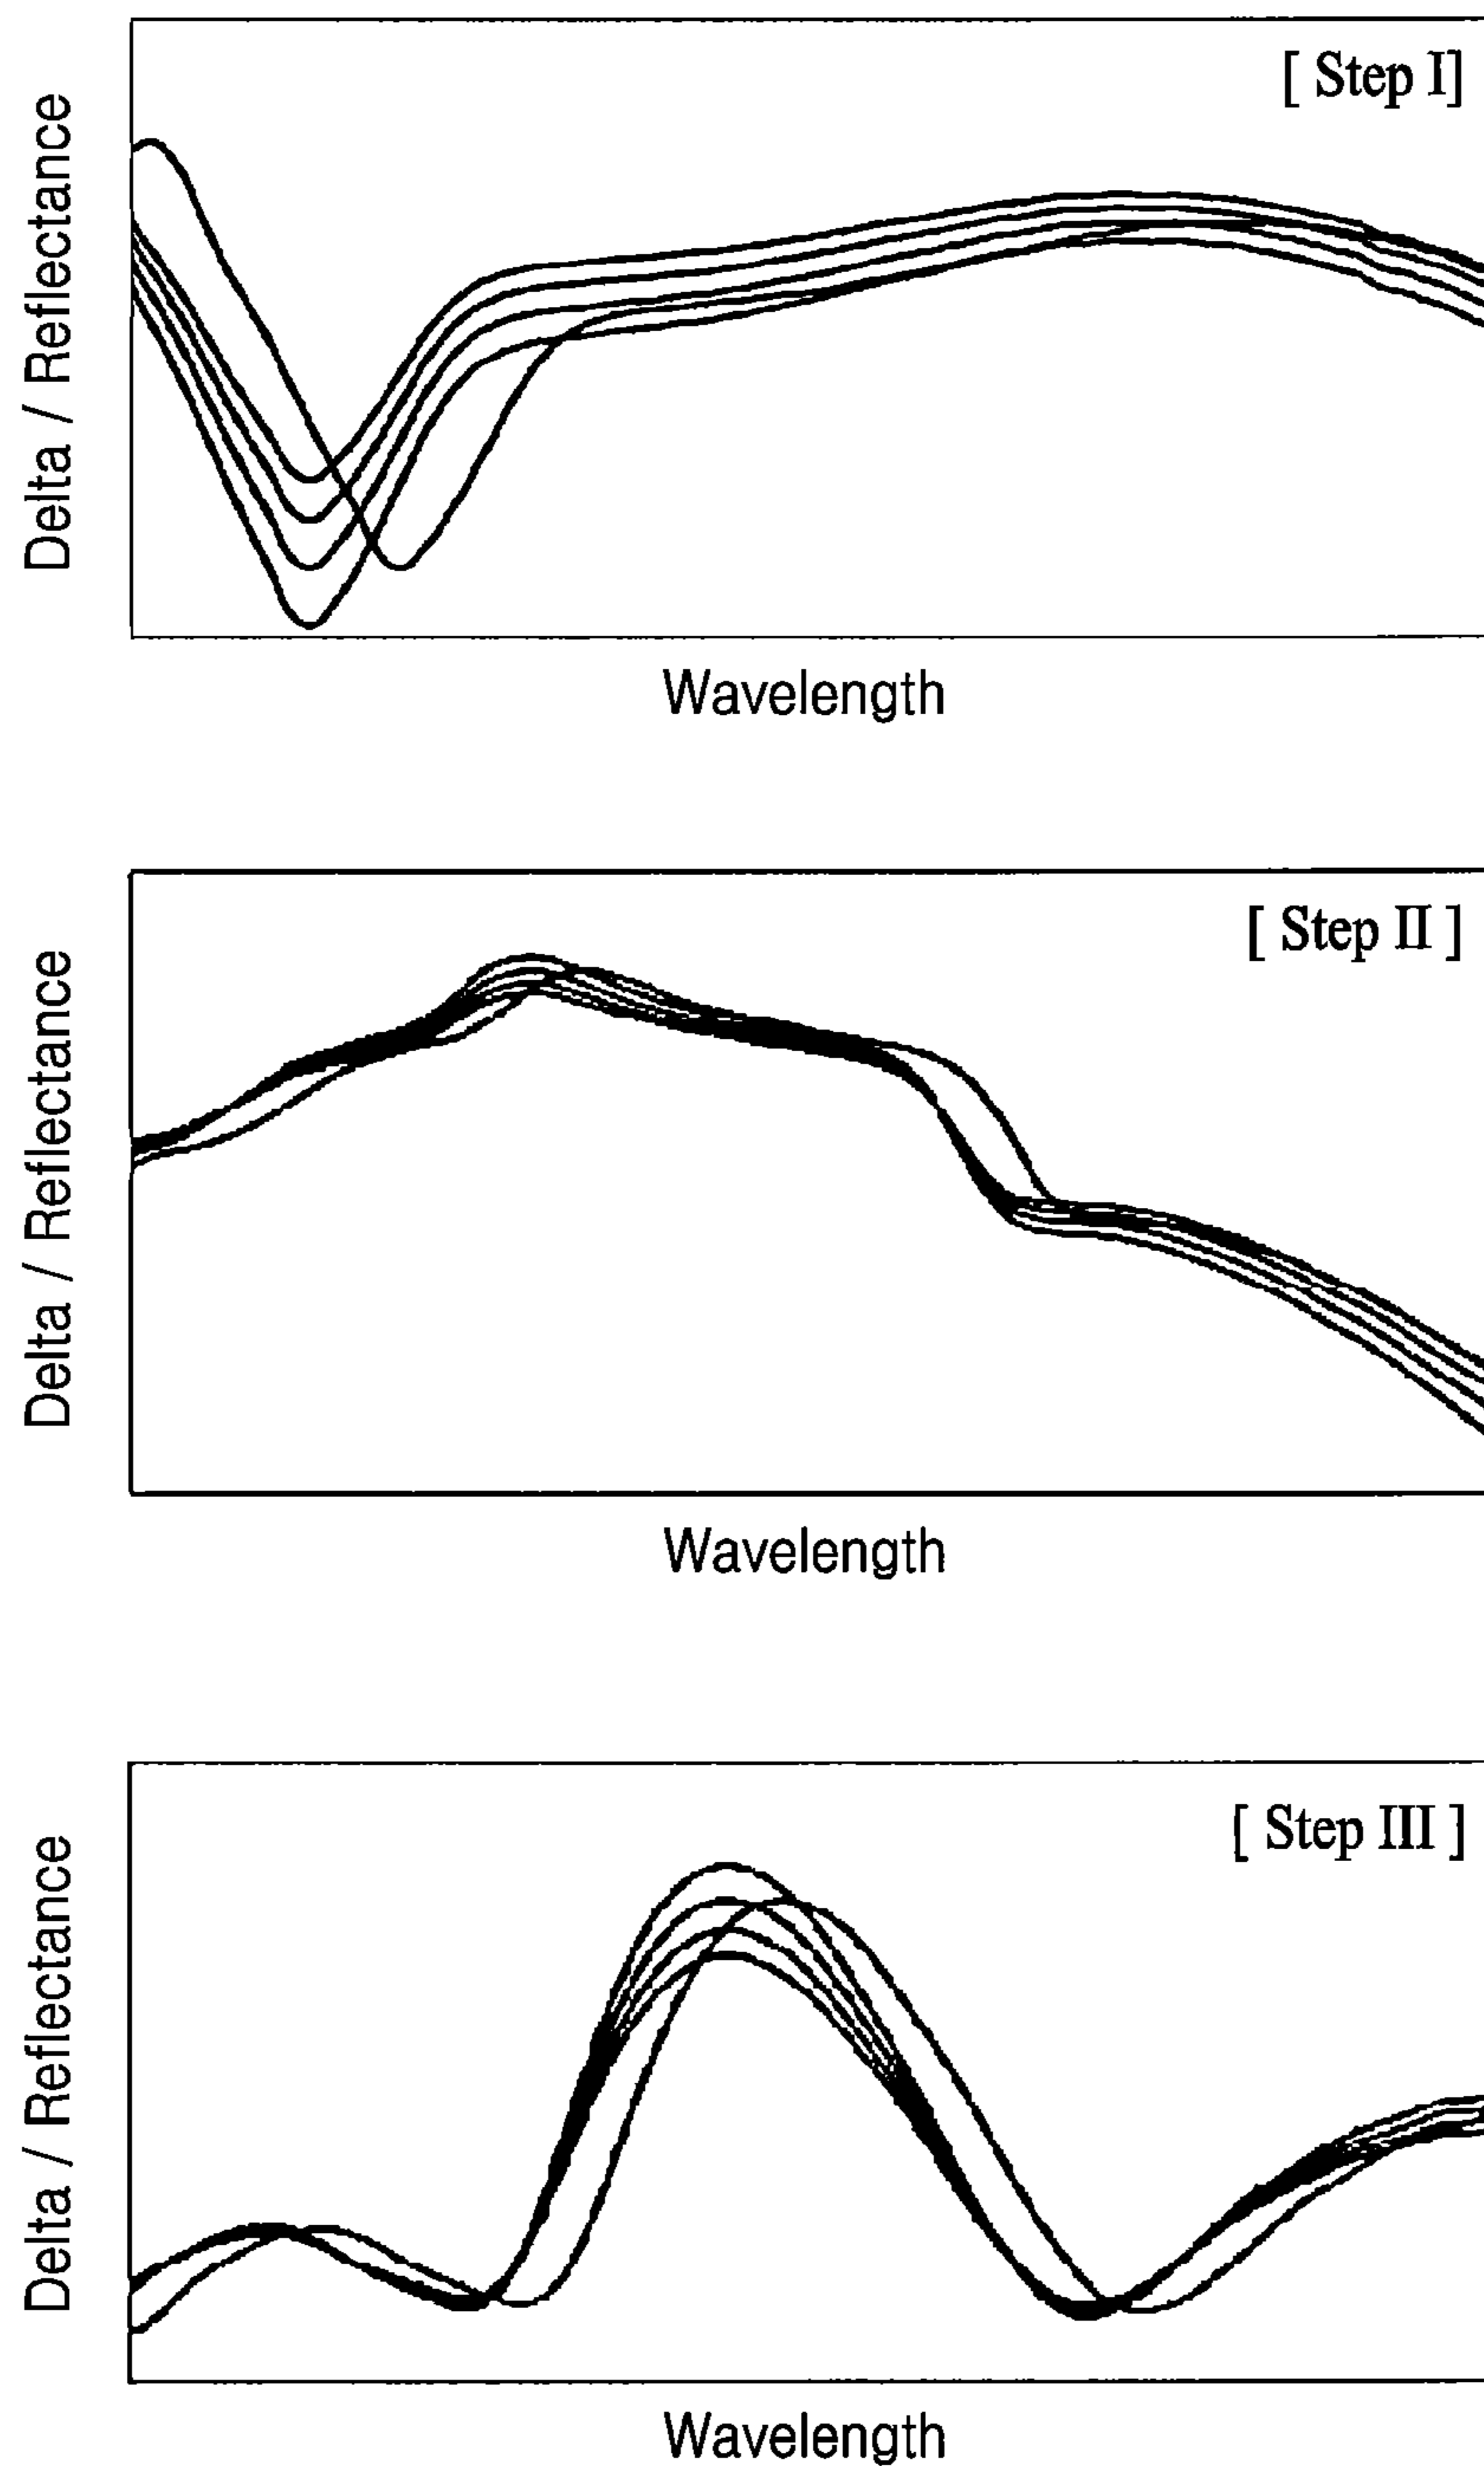 [ Step I]
Delta / Reflectance
Wavelength
[ Step II ]
Delta / Reflectance
Wavelength
[ Step III ]
Delta / Reflectance
Wavelength